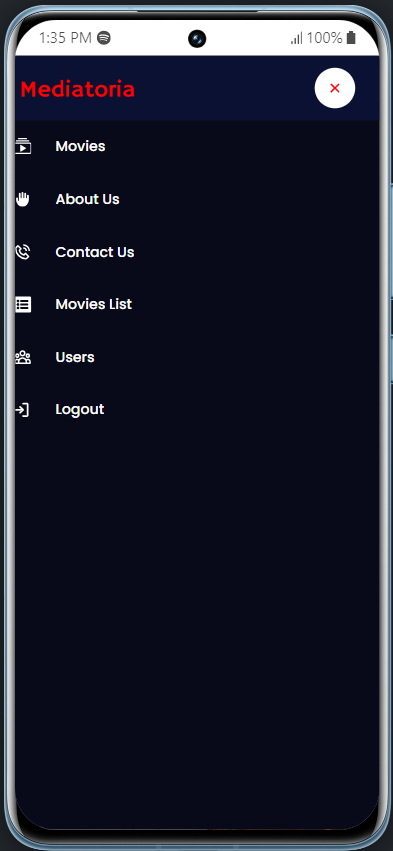 1:35 PM
100%
Mediatoria
Movies
About Us
Contact Us
Movies List
Users
Logout